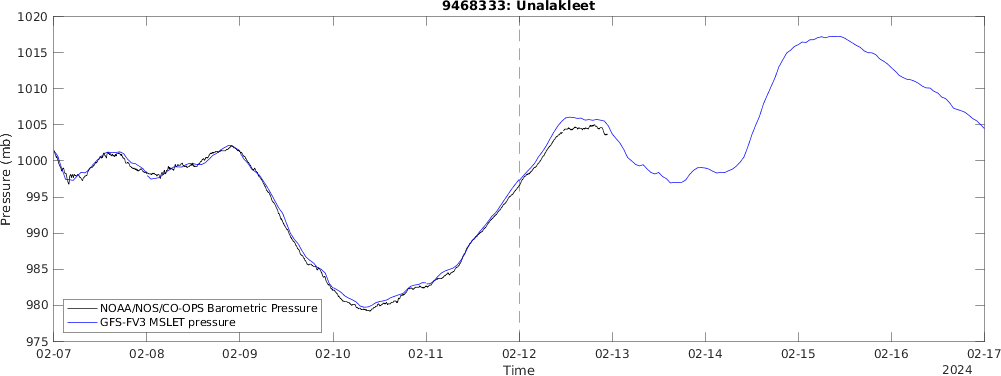 9468333: Unalakleet
1020
1015
1010
1005
1000
995
990
985
980
975
Pressure (mb)
NOAA/NOS/CO-OPS Barometric Pressure
GFS-FV3 MSLET pressure
02-07 02-08 02-09 02-10 02-11 02-12 02-13 02-14 02-15 02-16 02-17
Time
2024